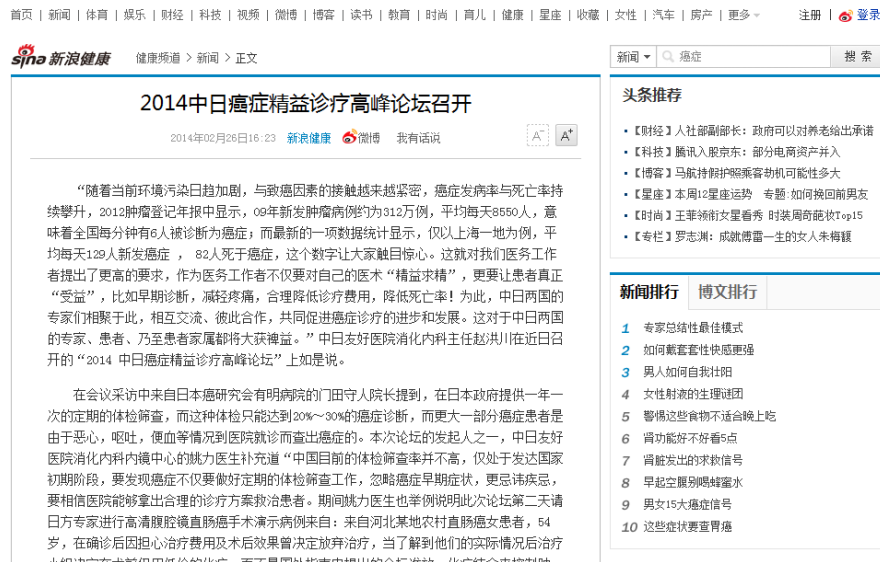 首页 | 新闻 | 体育 | 娱乐 | 财经 | 科技 | 视频 | 微博 | 博客 | 读书 | 教育 | 时尚 | 育儿 | 健康 | 星座 | 收藏 | 女性 | 汽车 | 房产 | 更多 注册 | 登录
sina 新浪健康 健康频道 > 新闻 > 正文 新闻 癌症 搜 索
2014中日癌症精益诊疗高峰论坛召开
2014年02月26日16:23 新浪健康 微博 我有话说 A- A+
“随着当前环境污染日趋加剧，与致癌因素的接触越来越紧密，癌症发病率与死亡率持
续攀升，2012肿瘤登记年报中显示，09年新发肿瘤病例约为312万例，平均每天8550人，意
味着全国每分钟有6人被诊断为癌症；而最新的一项数据统计显示，仅以上海一地为例，平
均每天129人新发癌症 ， 82人死于癌症，这个数字让大家触目惊心。这就对我们医务工作
者提出了更高的要求，作为医务工作者不仅要对自己的医术“精益求精”，更要让患者真正
“受益”，比如早期诊断，减轻疼痛，合理降低诊疗费用，降低死亡率！为此，中日两国的
专家们相聚于此，相互交流、彼此合作，共同促进癌症诊疗的进步和发展。这对于中日两国
的专家、患者、乃至患者家属都将大获裨益。”中日友好医院消化内科主任赵洪川在近日召
开的“2014 中日癌症精益诊疗高峰论坛”上如是说。
在会议采访中来自日本癌研究会有明病院的门田守人院长提到，在日本政府提供一年一
次的定期的体检筛查，而这种体检只能达到20%～30%的癌症诊断，而更大一部分癌症患者是
由于恶心，呕吐，便血等情况到医院就诊而查出癌症的。本次论坛的发起人之一，中日友好
医院消化内科内镜中心的姚力医生补充道“中国目前的体检筛查率并不高，仅处于发达国家
初期阶段，要发现癌症不仅要做好定期的体检筛查工作，忽略癌症早期症状，更忌讳疾忌，
要相信医院能够拿出合理的诊疗方案救治患者。期间姚力医生也举例说明此次论坛第二天请
日方专家进行高清腹腔镜直肠癌手术演示病例来自：来自河北某地农村直肠癌女患者，54
岁，在确诊后因担心治疗费用及术后效果曾决定放弃治疗，当了解到他们的实际情况后治疗
头条推荐
【财经】人社部副部长：政府可以对养老给出承诺
【科技】腾讯入股京东：部分电商资产并入
【博客】马航持假护照乘客劫机可能性多大
【星座】本周12星座运势 专题:如何换回前男友
【时尚】王菲领衔女星看秀 时装周奇葩妆Top15
【专栏】罗志渊：成就傅雷一生的女人朱梅馥
新闻排行 博文排行
1 专家总结性最佳模式
2 如何戴套套性快感更强
3 男人如何自我壮阳
4 女性射液的生理谜团
5 警惕这些食物不适合晚上吃
6 肾功能好不好看5点
7 肾脏发出的求救信号
8 早起空腹别喝蜂蜜水
9 男女15大癌症信号
10 这些症状要查胃癌